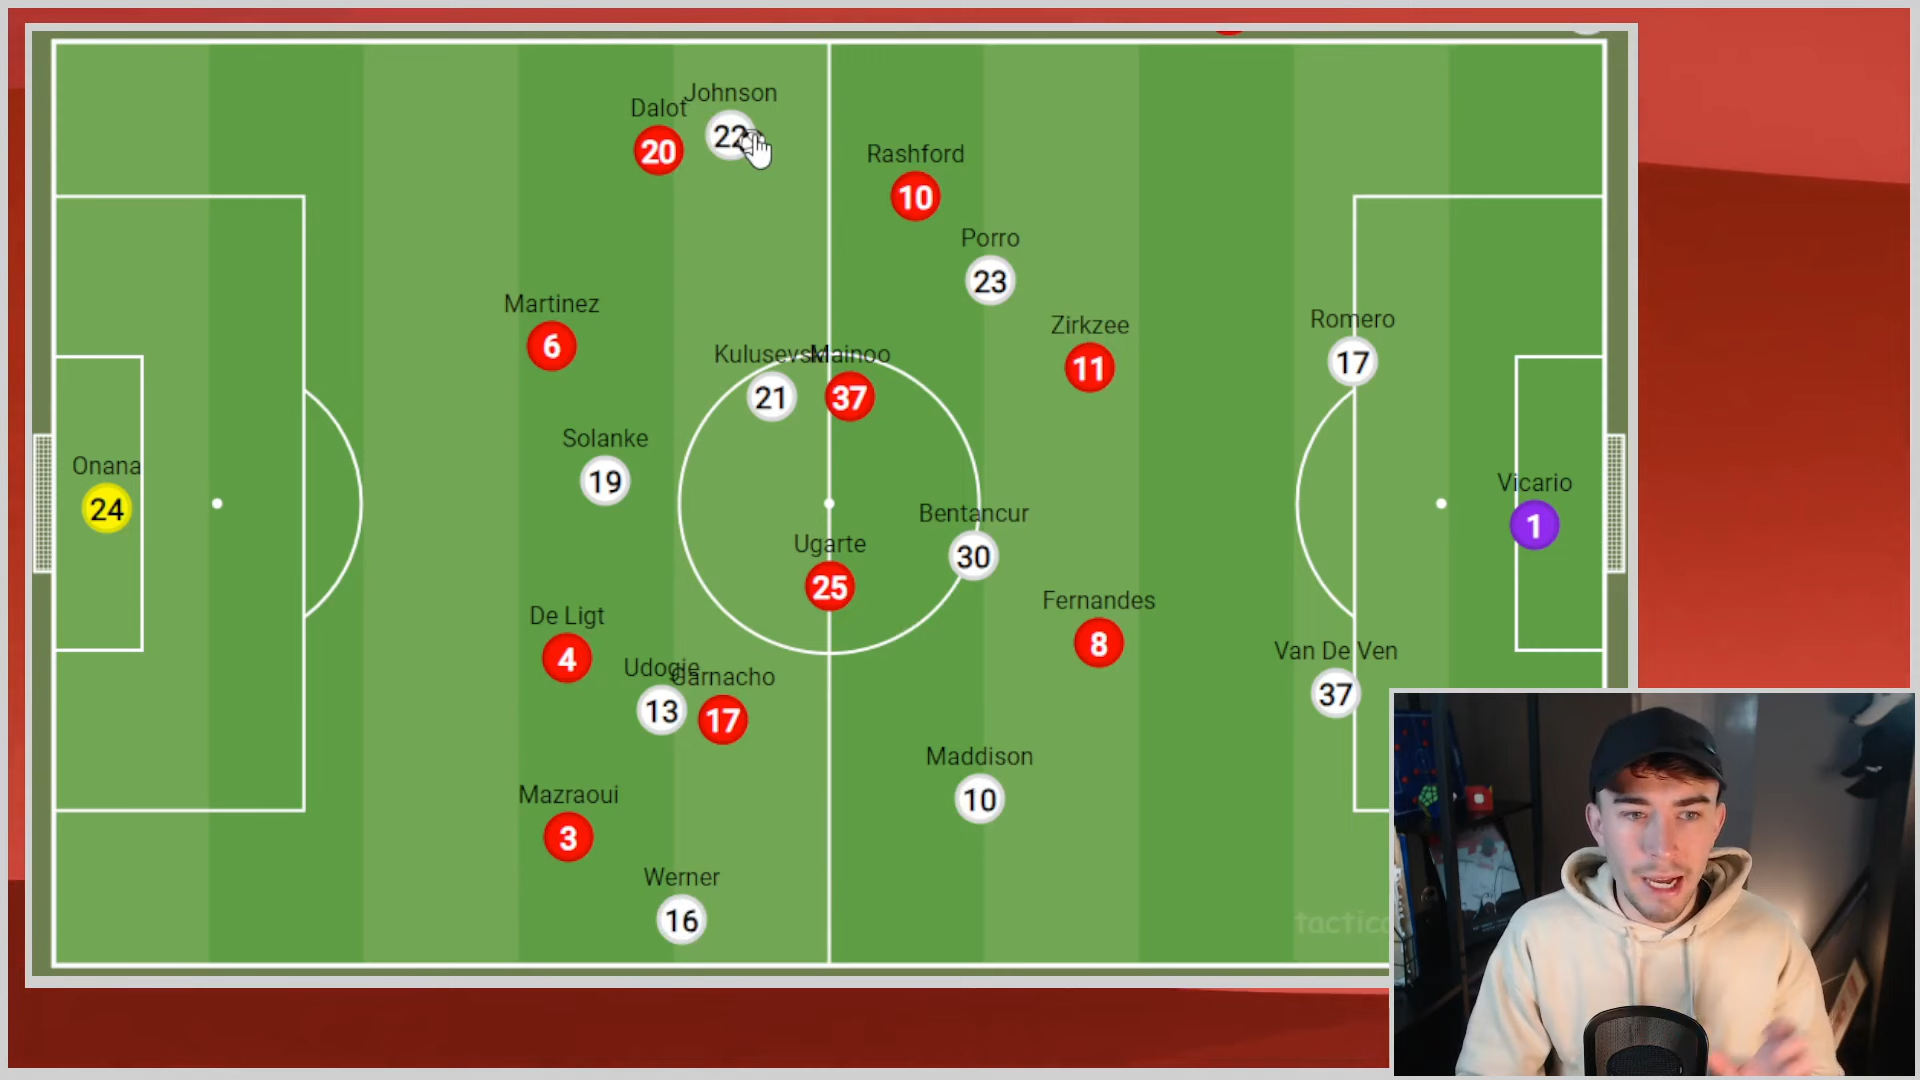 Johnson
22
Dalot
20
Rashford
10
Porro
23
Martinez
6
Zirkzee
11
Romero
17
Kulusevski
21
Mainoo
37
Solanke
19
Onana
24
Vicario
1
Bentancur
30
Ugarte
25
Fernandes
8
De Ligt
4
Udogie
13
Garnacho
17
Van De Ven
37
Maddison
10
Mazraoui
3
Werner
16
tactic